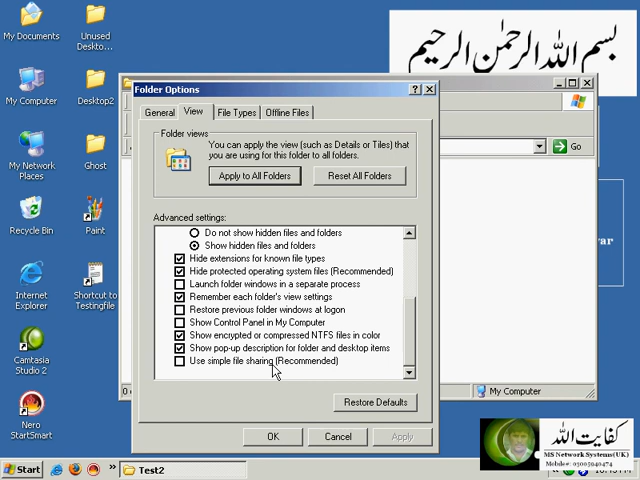 My Documents
Unused
Deskto...
بسم الله الرحمن الرحيم
Folder Options
My Computer
Desktop2
General
View
File Types
Offline Files
Folder views
You can apply the view (such as Details or Tiles) that
you are using for this folder to all folders.
Apply to All Folders
Reset All Folders
Go
My Network
Places
Ghost
Advanced settings:
Do not show hidden files and folders
Show hidden files and folders
Hide extensions for known file types
Hide protected operating system files (Recommended)
Launch folder windows in a separate process
Remember each folder's view settings
Restore previous folder windows at logon
Show Control Panel in My Computer
Show encrypted or compressed NTFS files in color
Show pop-up description for folder and desktop items
Use simple file sharing (Recommended)
Recycle Bin
Paint
Internet
Explorer
Shortcut to
Testingfile
Camtasia
Studio 2
Nero
StartSmart
Restore Defaults
My Computer
OK
Cancel
Apply
کفایت اللہ
MS Network Systems(UK)
Mobile: 03005040474
Start
Test2